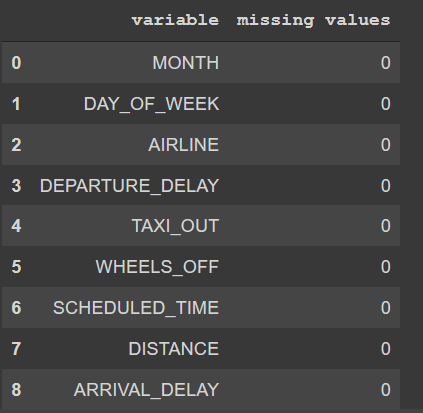 variable missing values
0 MONTH 0
1 DAY_OF_WEEK 0
2 AIRLINE 0
3 DEPARTURE_DELAY 0
4 TAXI_OUT 0
5 WHEELS_OFF 0
6 SCHEDULED_TIME 0
7 DISTANCE 0
8 ARRIVAL_DELAY 0